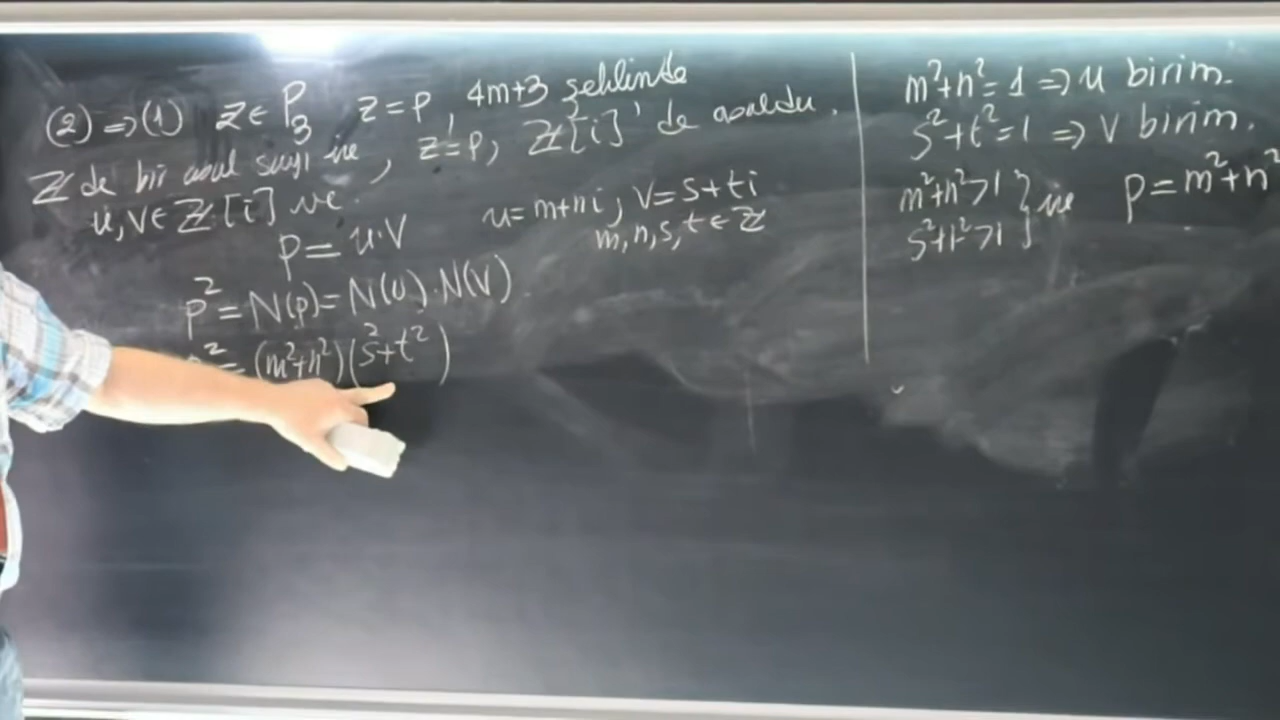 (2) ⇒ (1) z ∈ P₃ z = p, 4m+3 şeklinde
ℤ de bir asal sayı ise, z = p, ℤ[i]' de asaldır.
u, v ∈ ℤ[i] ve
p = u·v u = m+ni, v = s+ti
m, n, s, t ∈ ℤ
p² = N(p) = N(u)·N(v)
p² = (m²+n²)(s²+t²)
m²+n² = 1 ⇒ u birim.
s²+t² = 1 ⇒ v birim.
m²+n² > 1 } ise p = m²+n²
s²+t² > 1